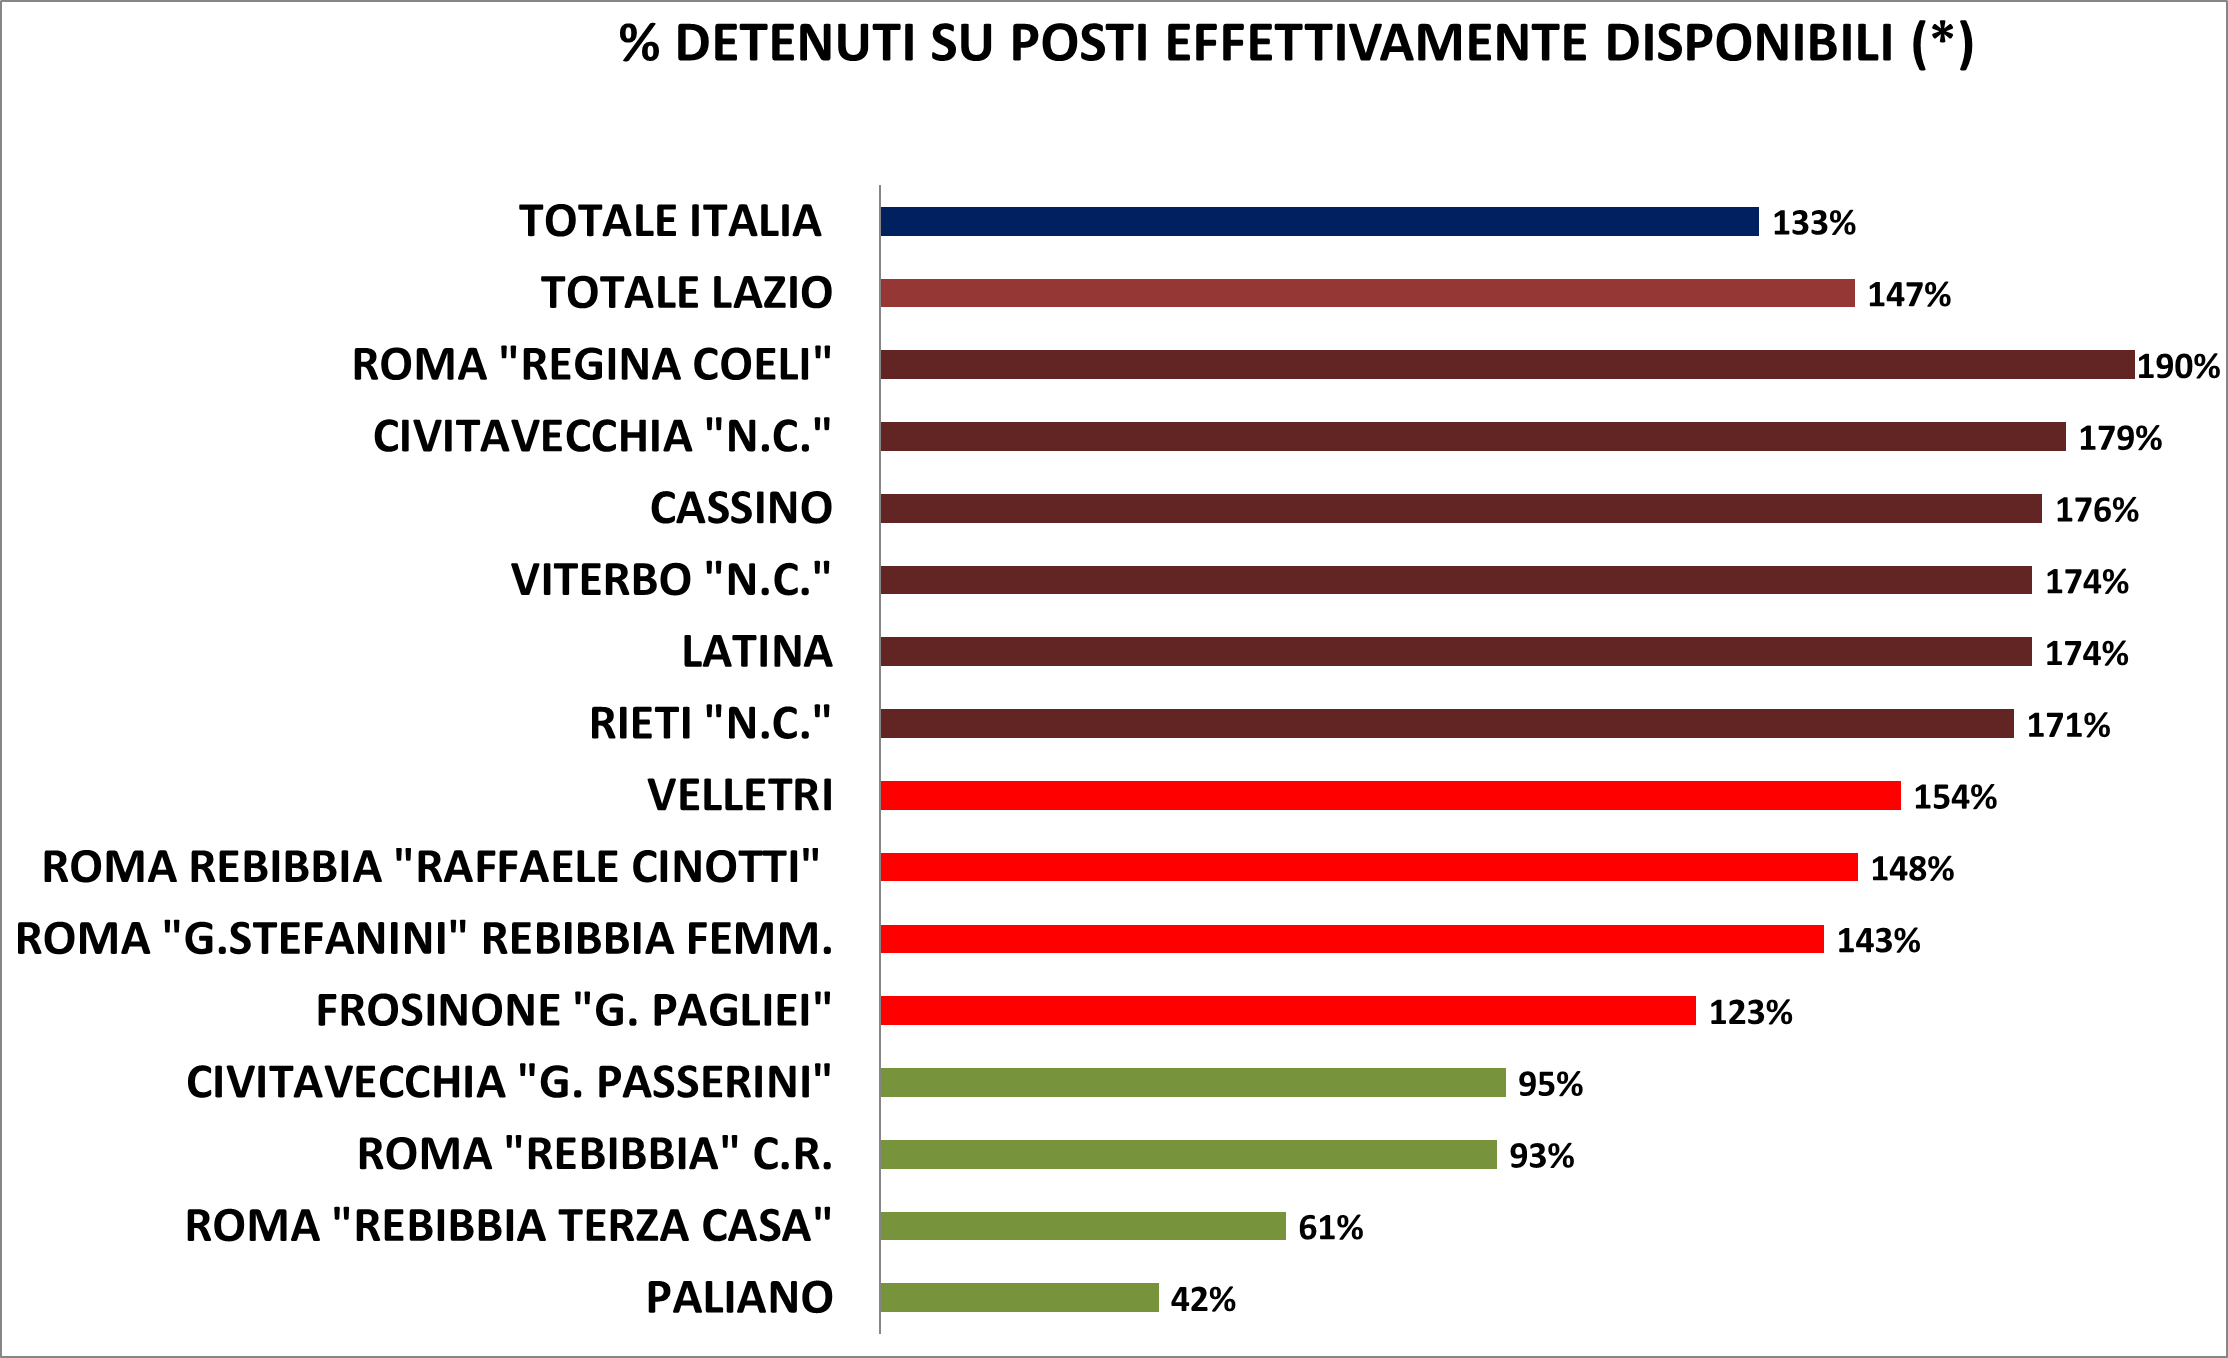 % DETENUTI SU POSTI EFFETTIVAMENTE DISPONIBILI (*)
TOTALE ITALIA 133%
TOTALE LAZIO 147%
ROMA "REGINA COELI" 190%
CIVITAVECCHIA "N.C." 179%
CASSINO 176%
VITERBO "N.C." 174%
LATINA 174%
RIETI "N.C." 171%
VELLETRI 154%
ROMA REBIBBIA "RAFFAELE CINOTTI" 148%
ROMA "G.STEFANINI" REBIBBIA FEMM. 143%
FROSINONE "G. PAGLIEI" 123%
CIVITAVECCHIA "G. PASSERINI" 95%
ROMA "REBIBBIA" C.R. 93%
ROMA "REBIBBIA TERZA CASA" 61%
PALIANO 42%